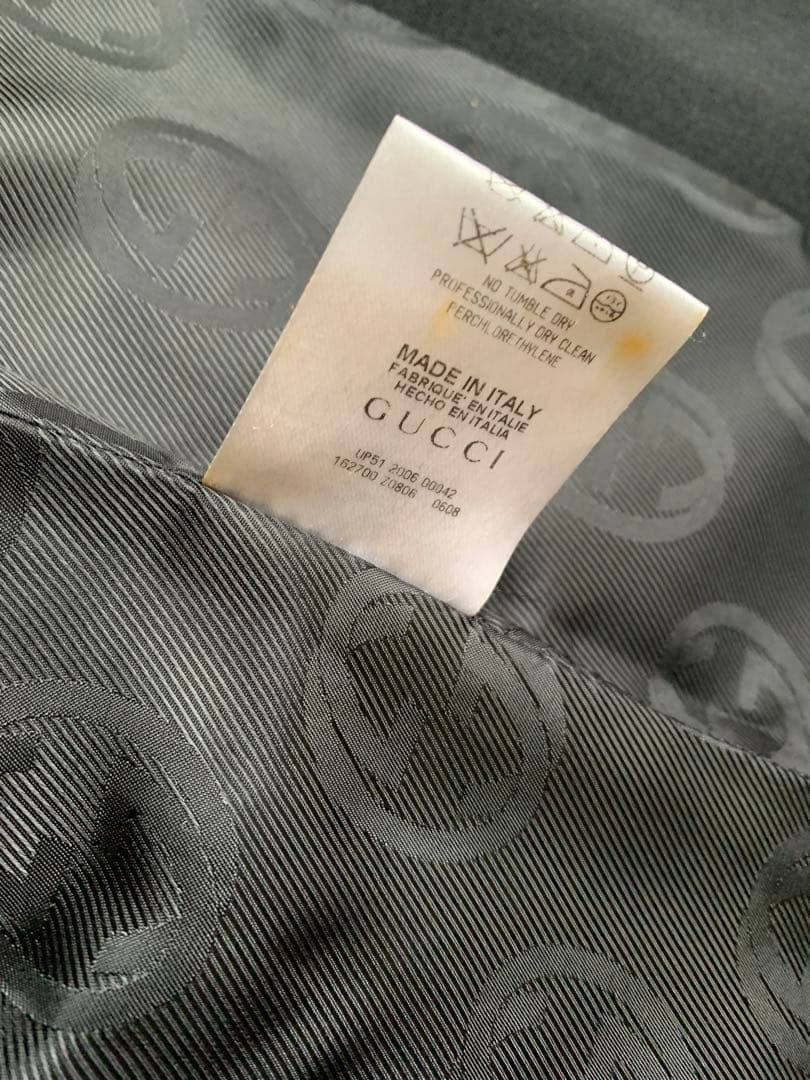 NO TUMBLE DRY
PROFESSIONALLY DRY CLEAN
PERCHLORETHYLENE
MADE IN ITALY
FABRIQUE' EN ITALIE
HECHO EN ITALIA
GUCCI
UP51 2006 D0042
162700 Z0806 0608